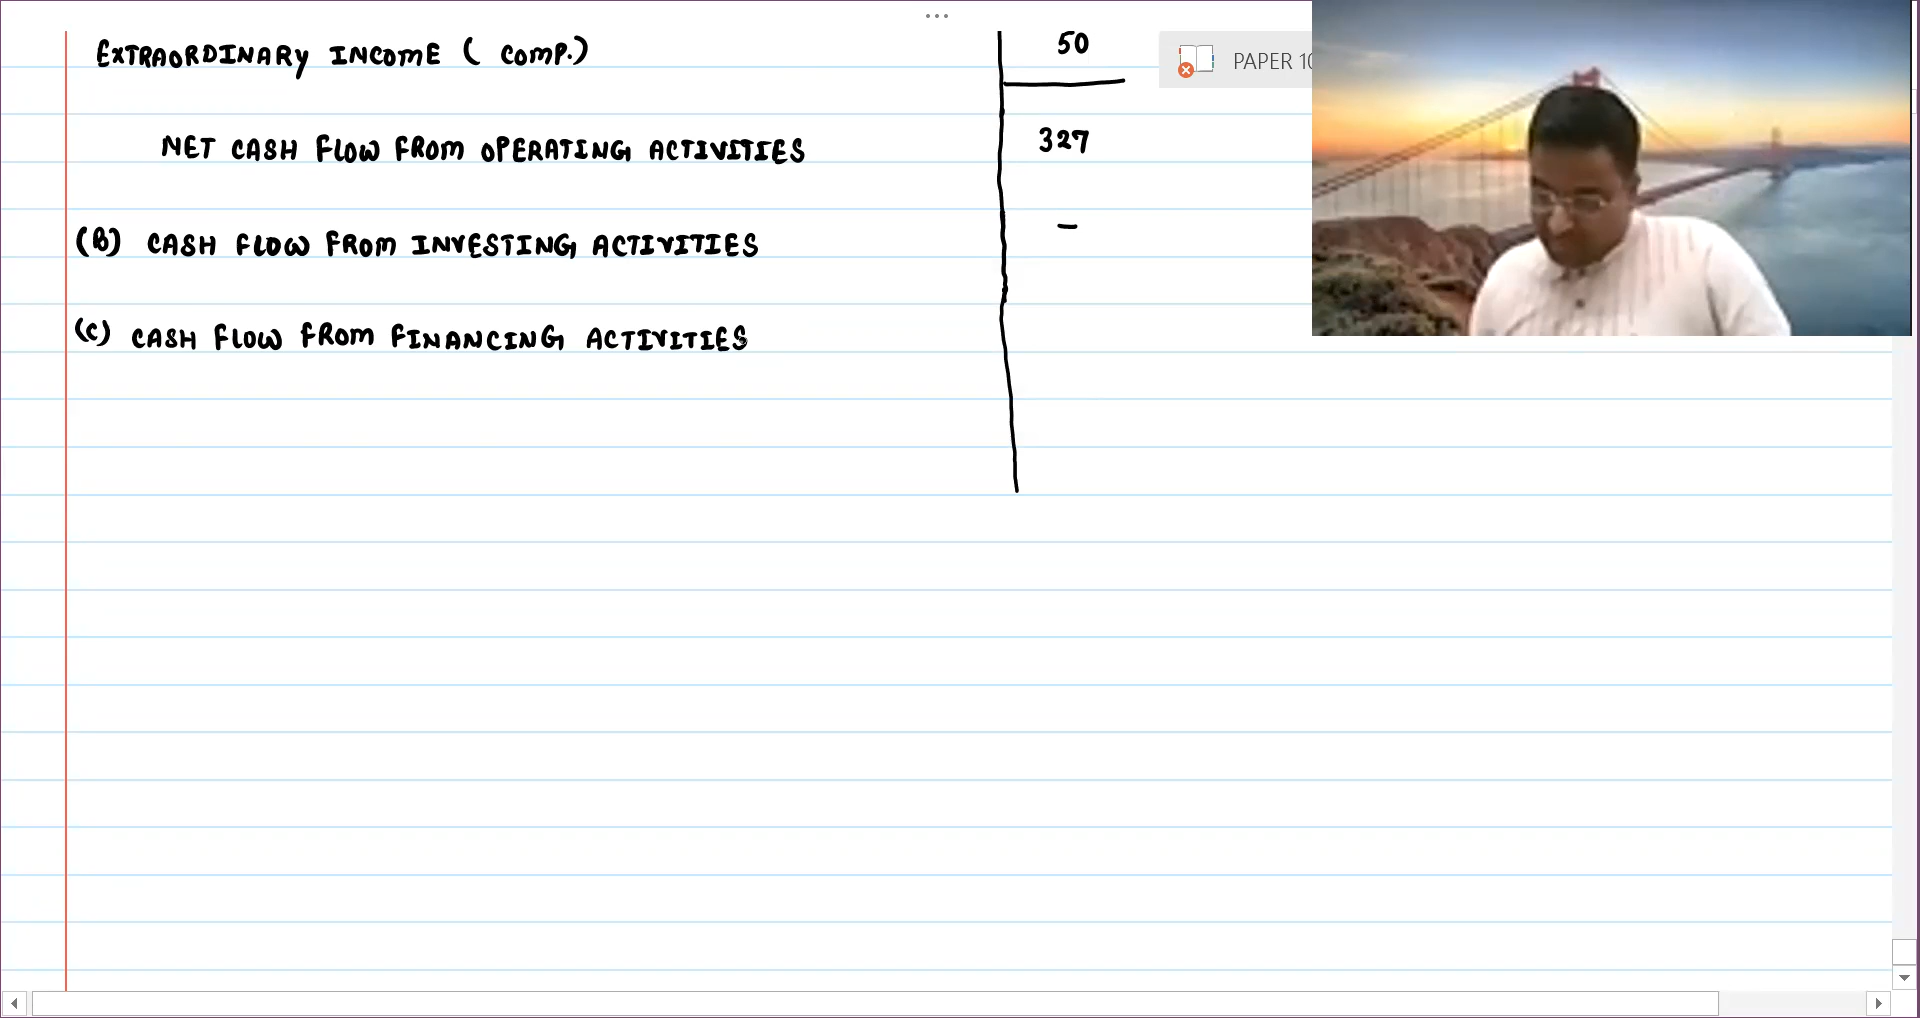 EXTRAORDINARY INCOME ( COMP.) 50
PAPER 10
NET CASH FLOW FROM OPERATING ACTIVITIES 327
(B) CASH FLOW FROM INVESTING ACTIVITIES –
(C) CASH FLOW FROM FINANCING ACTIVITIES